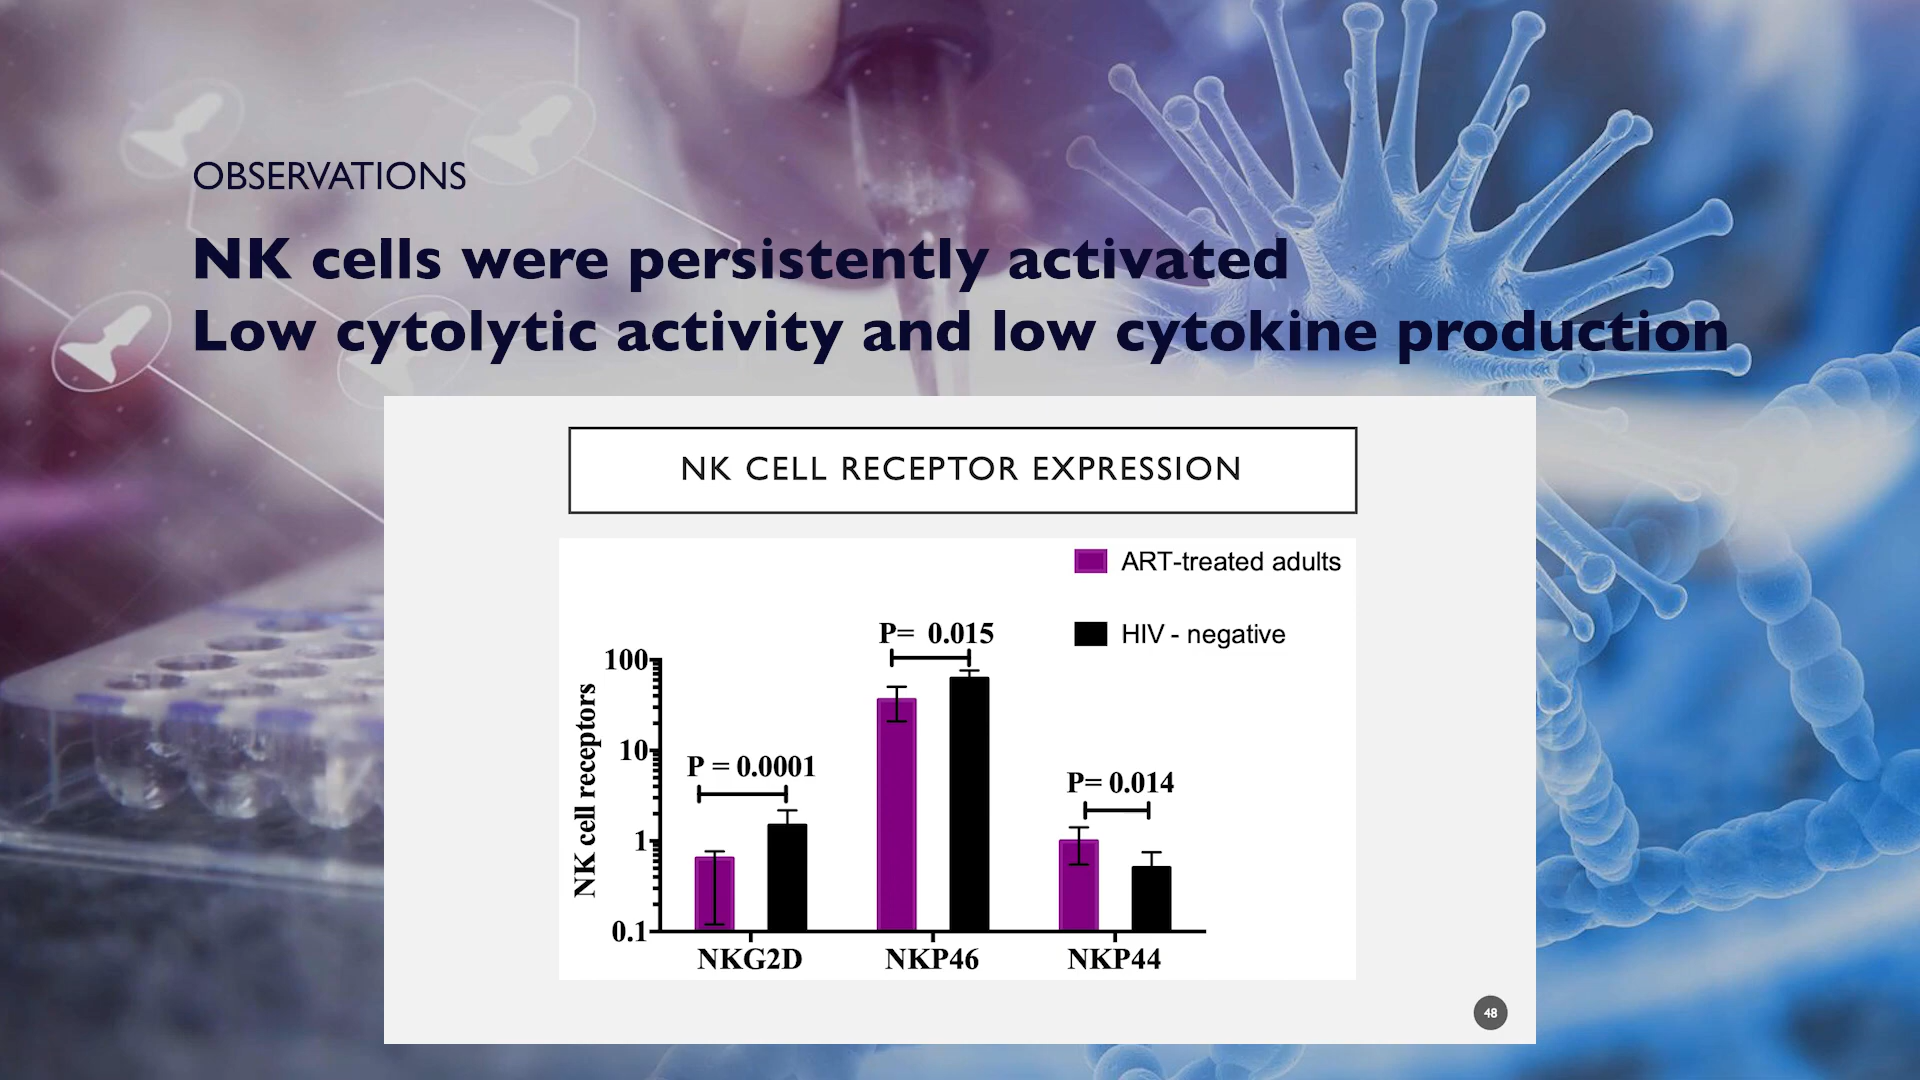 OBSERVATIONS
NK cells were persistently activated
Low cytolytic activity and low cytokine production
NK CELL RECEPTOR EXPRESSION
ART-treated adults
HIV - negative
P= 0.015
100
NK cell receptors
10
P = 0.0001
P= 0.014
1
0.1
NKG2D
NKP46
NKP44
48